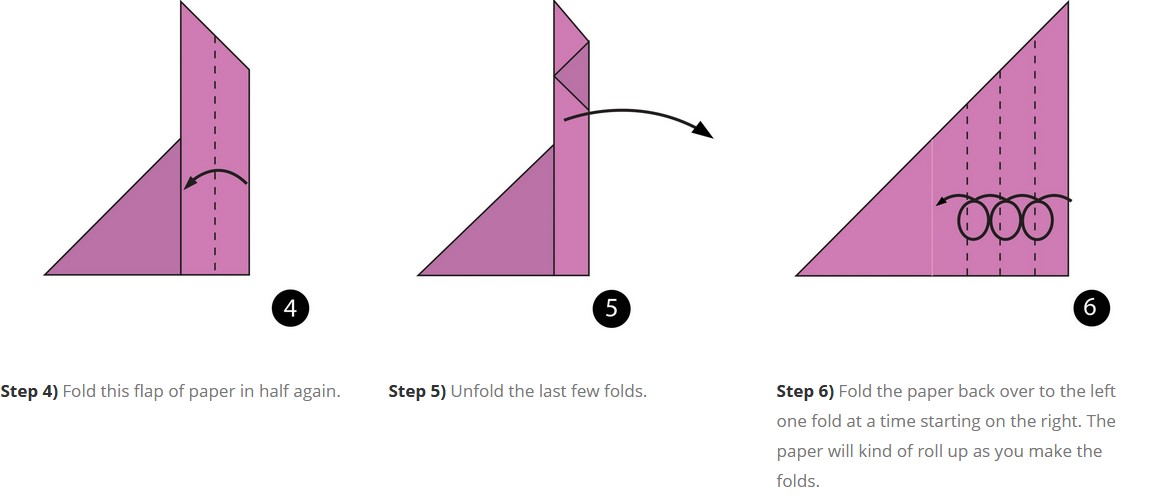 4
5
6
Step 4) Fold this flap of paper in half again.
Step 5) Unfold the last few folds.
Step 6) Fold the paper back over to the left
one fold at a time starting on the right. The
paper will kind of roll up as you make the
folds.